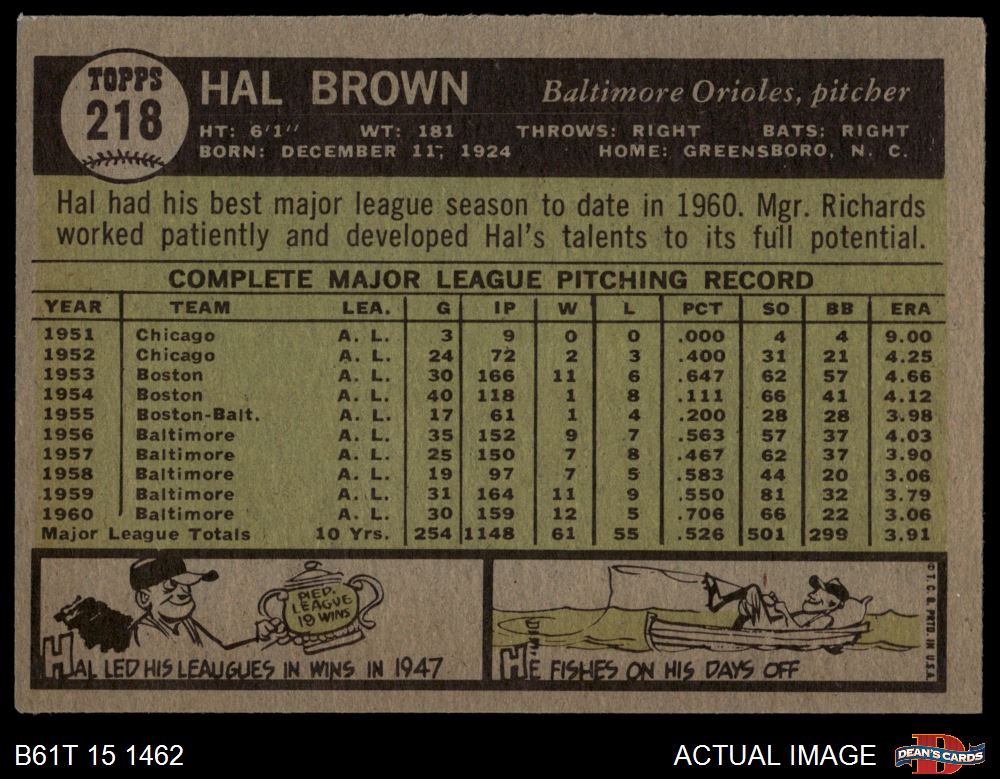 TOPPS
218
HAL BROWN
Baltimore Orioles, pitcher
HT: 6'1" WT: 181 THROWS: RIGHT BATS: RIGHT
BORN: DECEMBER 11, 1924 HOME: GREENSBORO, N. C.
Hal had his best major league season to date in 1960. Mgr. Richards
worked patiently and developed Hal's talents to its full potential.
COMPLETE MAJOR LEAGUE PITCHING RECORD
YEAR TEAM LEA. G IP W L PCT SO BB ERA
1951 Chicago A. L. 3 9 0 0 .000 4 4 9.00
1952 Chicago A. L. 24 72 2 3 .400 31 21 4.25
1953 Boston A. L. 30 166 11 6 .647 62 57 4.66
1954 Boston A. L. 40 118 1 8 .111 66 41 4.12
1955 Boston-Balt. A. L. 17 61 1 4 .200 28 28 3.98
1956 Baltimore A. L. 35 152 9 7 .563 57 37 4.03
1957 Baltimore A. L. 25 150 7 8 .467 62 37 3.90
1958 Baltimore A. L. 19 97 7 5 .583 44 20 3.06
1959 Baltimore A. L. 31 164 11 9 .550 81 32 3.79
1960 Baltimore A. L. 30 159 12 5 .706 66 22 3.06
Major League Totals 10 Yrs. 254 1148 61 55 .526 501 299 3.91
PIED.
LEAGUE
19 WINS
HAL LED HIS LEAUGUES IN WINS IN 1947
HE FISHES ON HIS DAYS OFF
© T. C. G. PRTD. IN U.S.A.
B61T 15 1462
ACTUAL IMAGE
DEAN'S CARDS